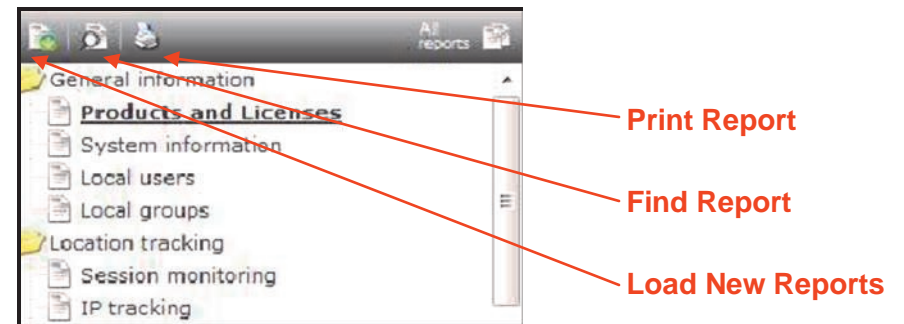 All
reports
General information
Products and Licenses
System information
Local users
Local groups
Location tracking
Session monitoring
IP tracking
Print Report
Find Report
Load New Reports